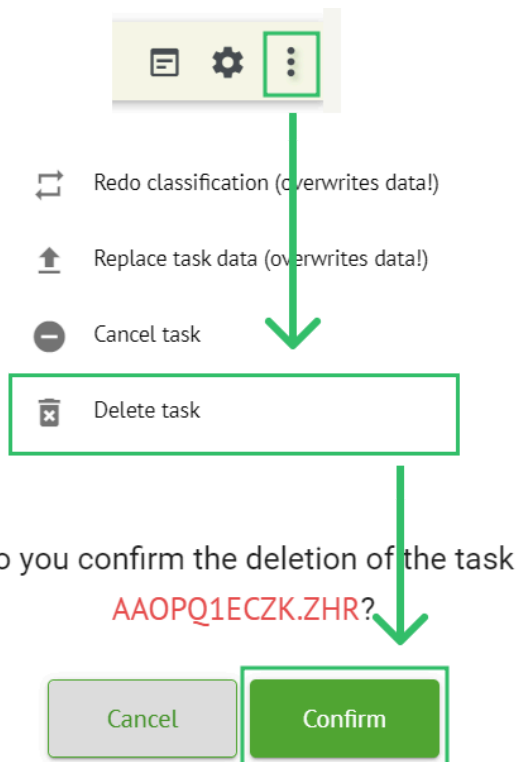 Redo classification (overwrites data!)
Replace task data (overwrites data!)
Cancel task
Delete task
o you confirm the deletion of the task
AAOPQ1ECZK.ZHR?
Cancel
Confirm